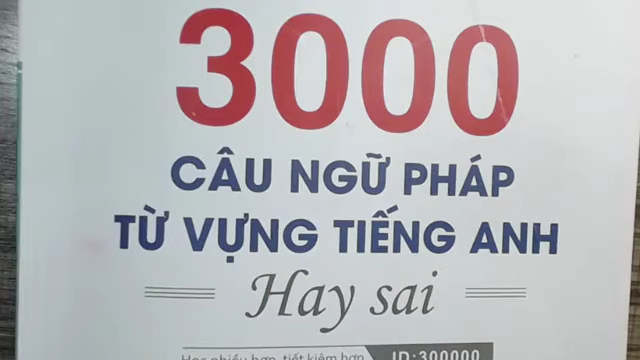 3000
CÂU NGỮ PHÁP
TỪ VỰNG TIẾNG ANH
Hay sai
Học nhiều hơn, tiết kiệm hơn ID:300000